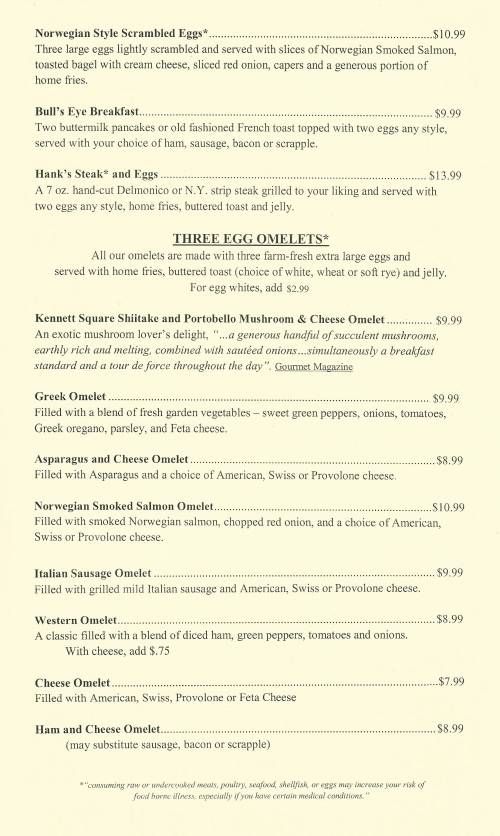 Norwegian Style Scrambled Eggs*..........$10.99
Three large eggs lightly scrambled and served with slices of Norwegian Smoked Salmon,
toasted bagel with cream cheese, sliced red onion, capers and a generous portion of
home fries.
Bull's Eye Breakfast..........$9.99
Two buttermilk pancakes or old fashioned French toast topped with two eggs any style,
served with your choice of ham, sausage, bacon or scrapple.
Hank's Steak* and Eggs..........$13.99
A 7 oz. hand-cut Delmonico or N.Y. strip steak grilled to your liking and served with
two eggs any style, home fries, buttered toast and jelly.
THREE EGG OMELETS*
All our omelets are made with three farm-fresh extra large eggs and
served with home fries, buttered toast (choice of white, wheat or soft rye) and jelly.
For egg whites, add $2.99
Kennett Square Shiitake and Portobello Mushroom & Cheese Omelet..........$9.99
An exotic mushroom lover's delight, "...a generous handful of succulent mushrooms,
earthly rich and melting, combined with sautéed onions...simultaneously a breakfast
standard and a tour de force throughout the day". Gourmet Magazine
Greek Omelet..........$9.99
Filled with a blend of fresh garden vegetables – sweet green peppers, onions, tomatoes,
Greek oregano, parsley, and Feta cheese.
Asparagus and Cheese Omelet..........$8.99
Filled with Asparagus and a choice of American, Swiss or Provolone cheese.
Norwegian Smoked Salmon Omelet..........$10.99
Filled with smoked Norwegian salmon, chopped red onion, and a choice of American,
Swiss or Provolone cheese.
Italian Sausage Omelet..........$9.99
Filled with grilled mild Italian sausage and American, Swiss or Provolone cheese.
Western Omelet..........$8.99
A classic filled with a blend of diced ham, green peppers, tomatoes and onions.
With cheese, add $.75
Cheese Omelet..........$7.99
Filled with American, Swiss, Provolone or Feta Cheese
Ham and Cheese Omelet..........$8.99
(may substitute sausage, bacon or scrapple)
*"consuming raw or undercooked meats, poultry, seafood, shellfish, or eggs may increase your risk of
food borne illness, especially if you have certain medical conditions."